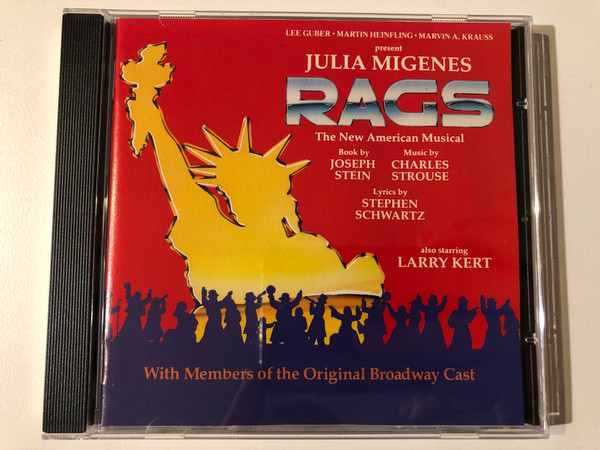 LEE GUBER • MARTIN HEINFLING • MARVIN A. KRAUSS
present
JULIA MIGENES
RAGS
The New American Musical
Book by
JOSEPH
STEIN
Music by
CHARLES
STROUSE
Lyrics by
STEPHEN
SCHWARTZ
also starring
LARRY KERT
With Members of the Original Broadway Cast